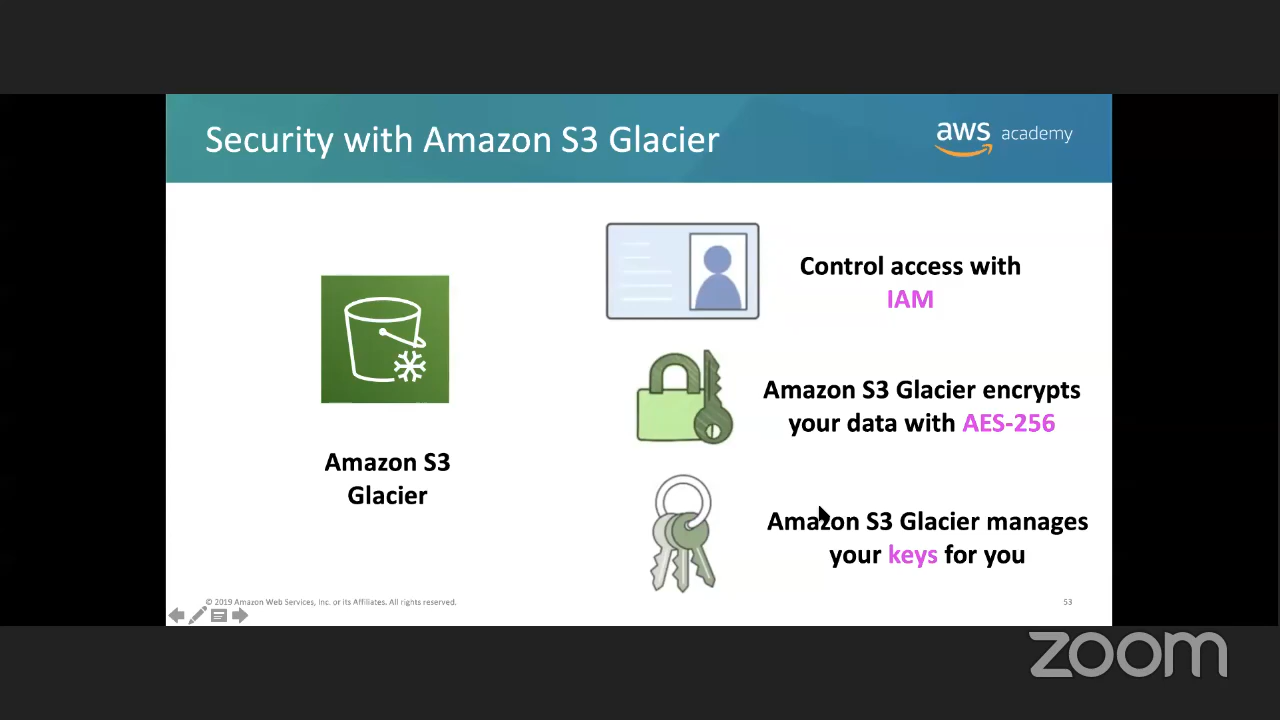 Security with Amazon S3 Glacier
aws academy
Control access with
IAM
Amazon S3 Glacier encrypts
your data with AES-256
Amazon S3
Glacier
Amazon S3 Glacier manages
your keys for you
© 2019 Amazon Web Services, Inc. or its Affiliates. All rights reserved.
53
zoom